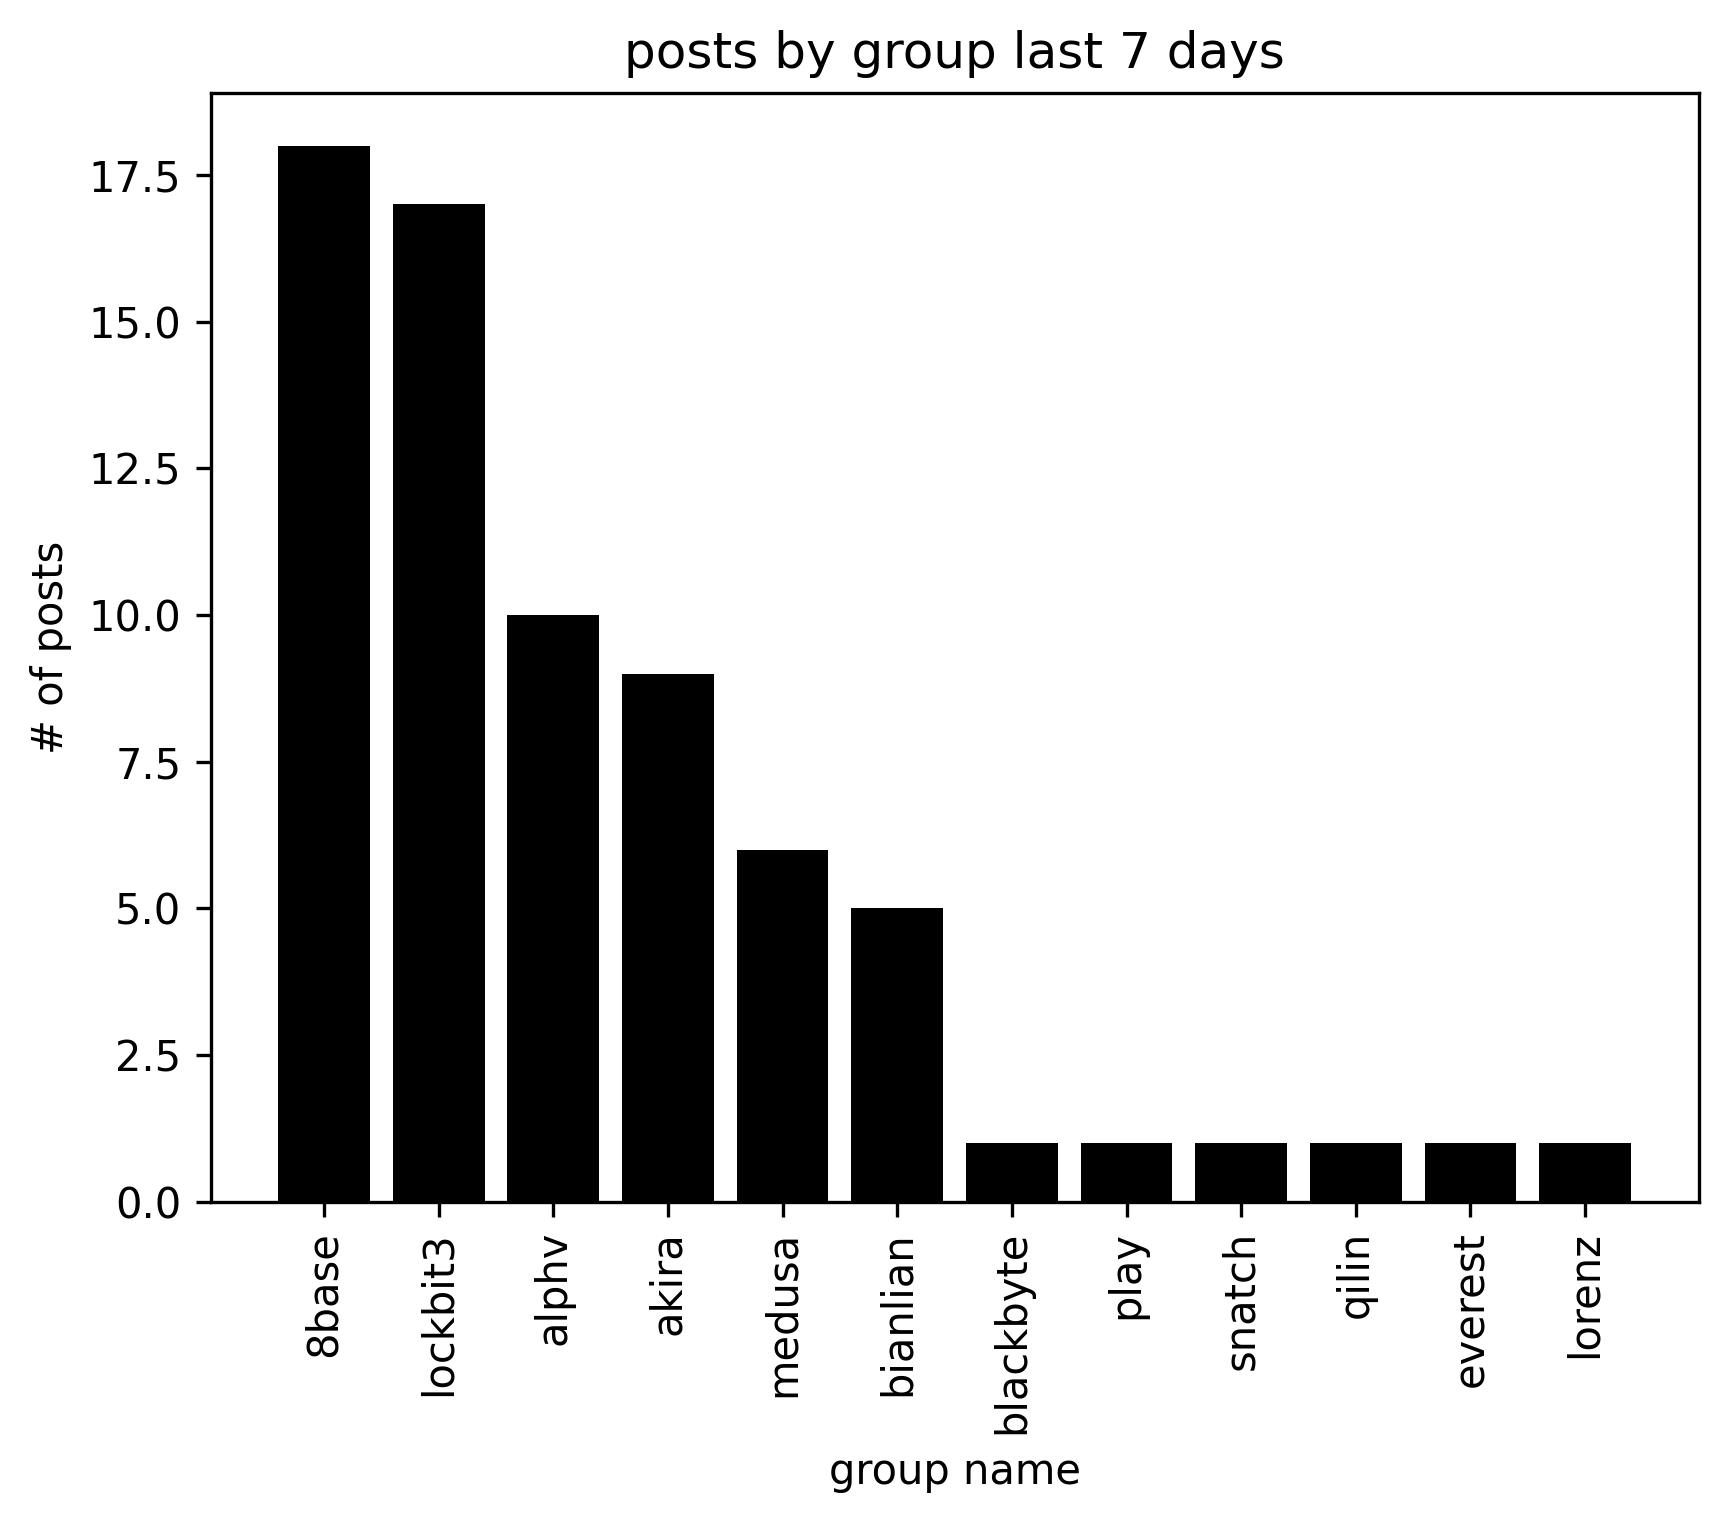 posts by group last 7 days
# of posts
17.5
15.0
12.5
10.0
7.5
5.0
2.5
0.0
8base
lockbit3
alphv
akira
medusa
bianlian
blackbyte
play
snatch
qilin
everest
lorenz
group name